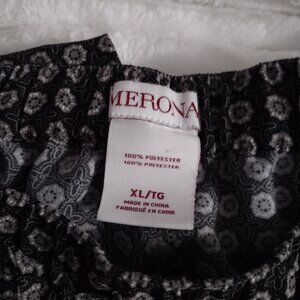 MERONA
100% POLYESTER
100% POLYESTER
XL/TG
MADE IN CHINA
FABRIQUÉ EN CHINE